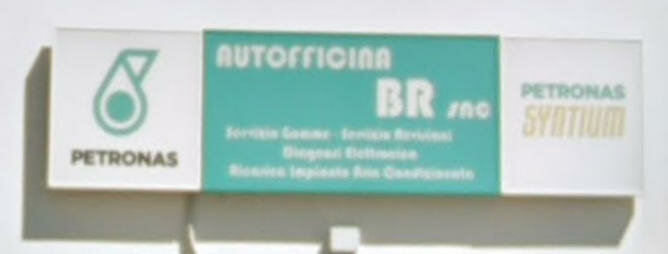 PETRONAS
AUTOFFICINA
BR snc
Servizio Gomme - Servizio Revisioni
Diagnosi Elettronica
Ricarica Impianto Aria Condizionata
PETRONAS
SYNTIUM